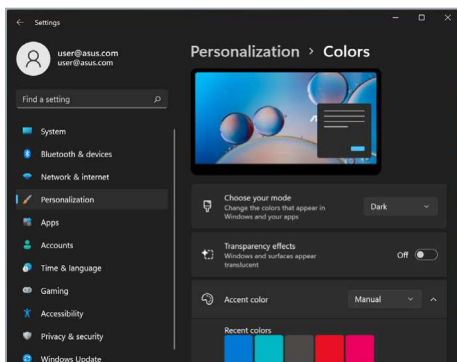 Settings
user@asus.com
user@asus.com
Find a setting
System
Bluetooth & devices
Network & internet
Personalization
Apps
Accounts
Time & language
Gaming
Accessibility
Privacy & security
Windows Update
Personalization > Colors
Choose your mode
Change the colors that appear in
Windows and your apps
Dark
Transparency effects
Windows and surfaces appear
translucent
Off
Accent color
Manual
Recent colors